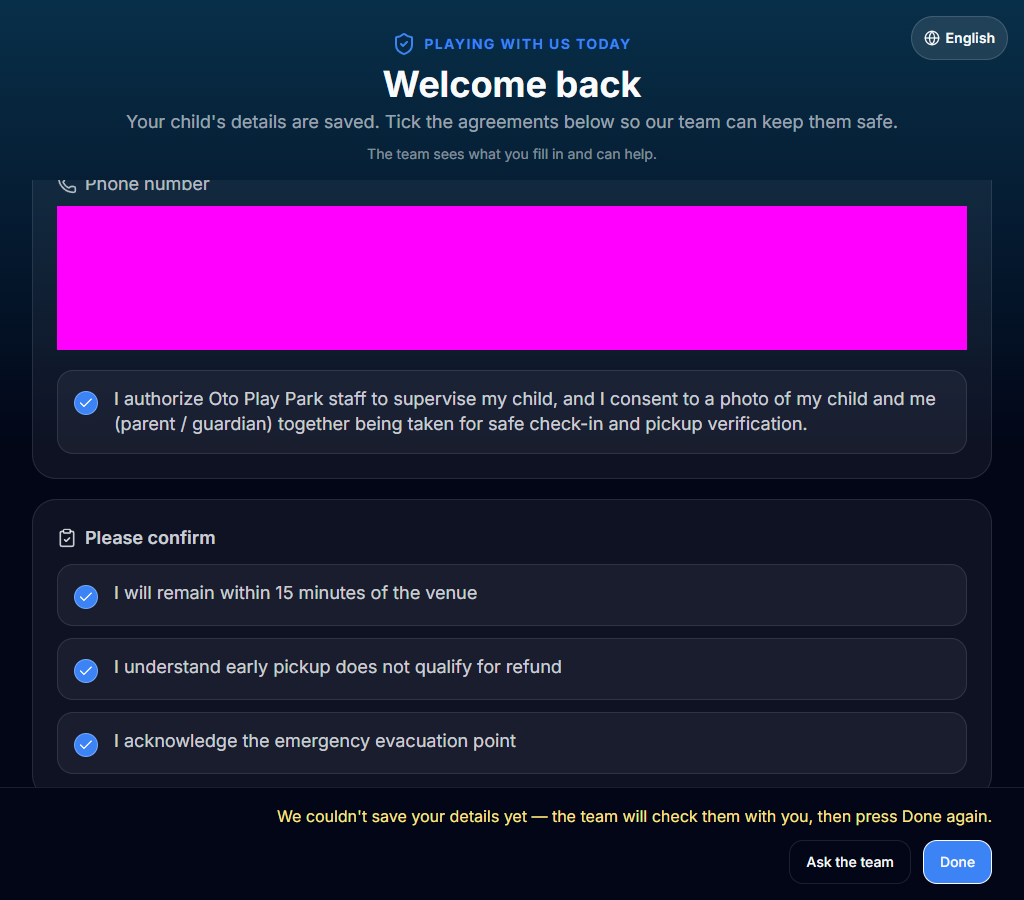 PLAYING WITH US TODAY
English
Welcome back
Your child's details are saved. Tick the agreements below so our team can keep them safe.
The team sees what you fill in and can help.
Phone number
I authorize Oto Play Park staff to supervise my child, and I consent to a photo of my child and me
(parent / guardian) together being taken for safe check-in and pickup verification.
Please confirm
I will remain within 15 minutes of the venue
I understand early pickup does not qualify for refund
I acknowledge the emergency evacuation point
We couldn't save your details yet — the team will check them with you, then press Done again.
Ask the team
Done